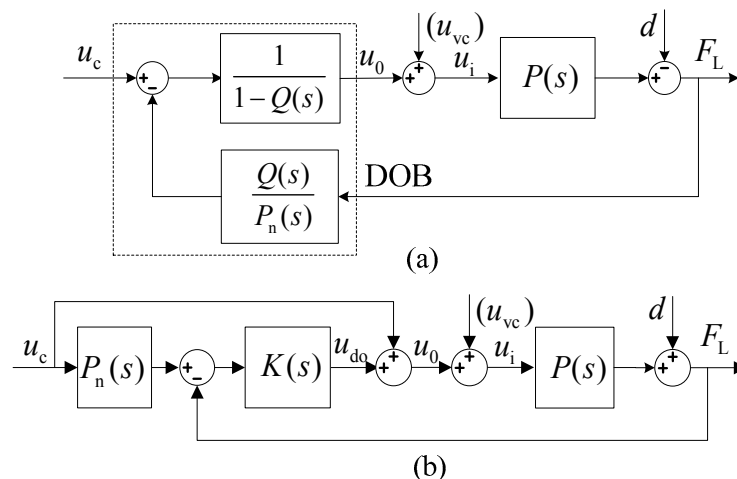 (u_vc)
d
u_c
1
1−Q(s)
u_0
u_i
P(s)
F_L
+
−
+
+
+
−
Q(s)
P_n(s)
DOB
(a)
(u_vc)
d
u_c
P_n(s)
K(s)
u_do
u_0
u_i
P(s)
F_L
+
−
+
+
+
+
+
+
(b)